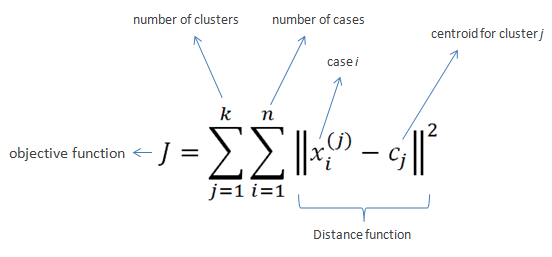 number of clusters number of cases
centroid for cluster j
case i
k n
objective function ← J = ∑ ∑ ‖x_i^(j) − c_j‖²
j=1 i=1
Distance function